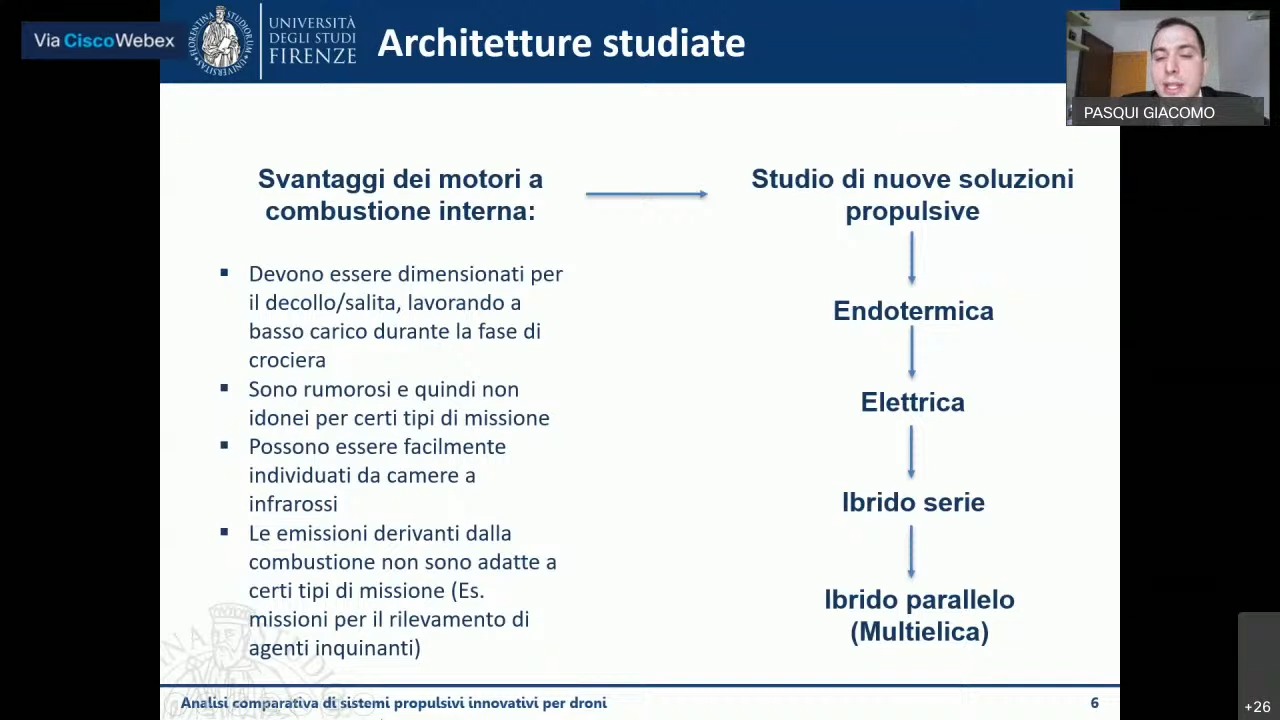 Via CiscoWebex
UNIVERSITÀ
DEGLI STUDI
FIRENZE
Architetture studiate
PASQUI GIACOMO
Svantaggi dei motori a
combustione interna:
Devono essere dimensionati per
il decollo/salita, lavorando a
basso carico durante la fase di
crociera
Sono rumorosi e quindi non
idonei per certi tipi di missione
Possono essere facilmente
individuati da camere a
infrarossi
Le emissioni derivanti dalla
combustione non sono adatte a
certi tipi di missione (Es.
missioni per il rilevamento di
agenti inquinanti)
Studio di nuove soluzioni
propulsive
Endotermica
Elettrica
Ibrido serie
Ibrido parallelo
(Multielica)
Analisi comparativa di sistemi propulsivi innovativi per droni
6
+26